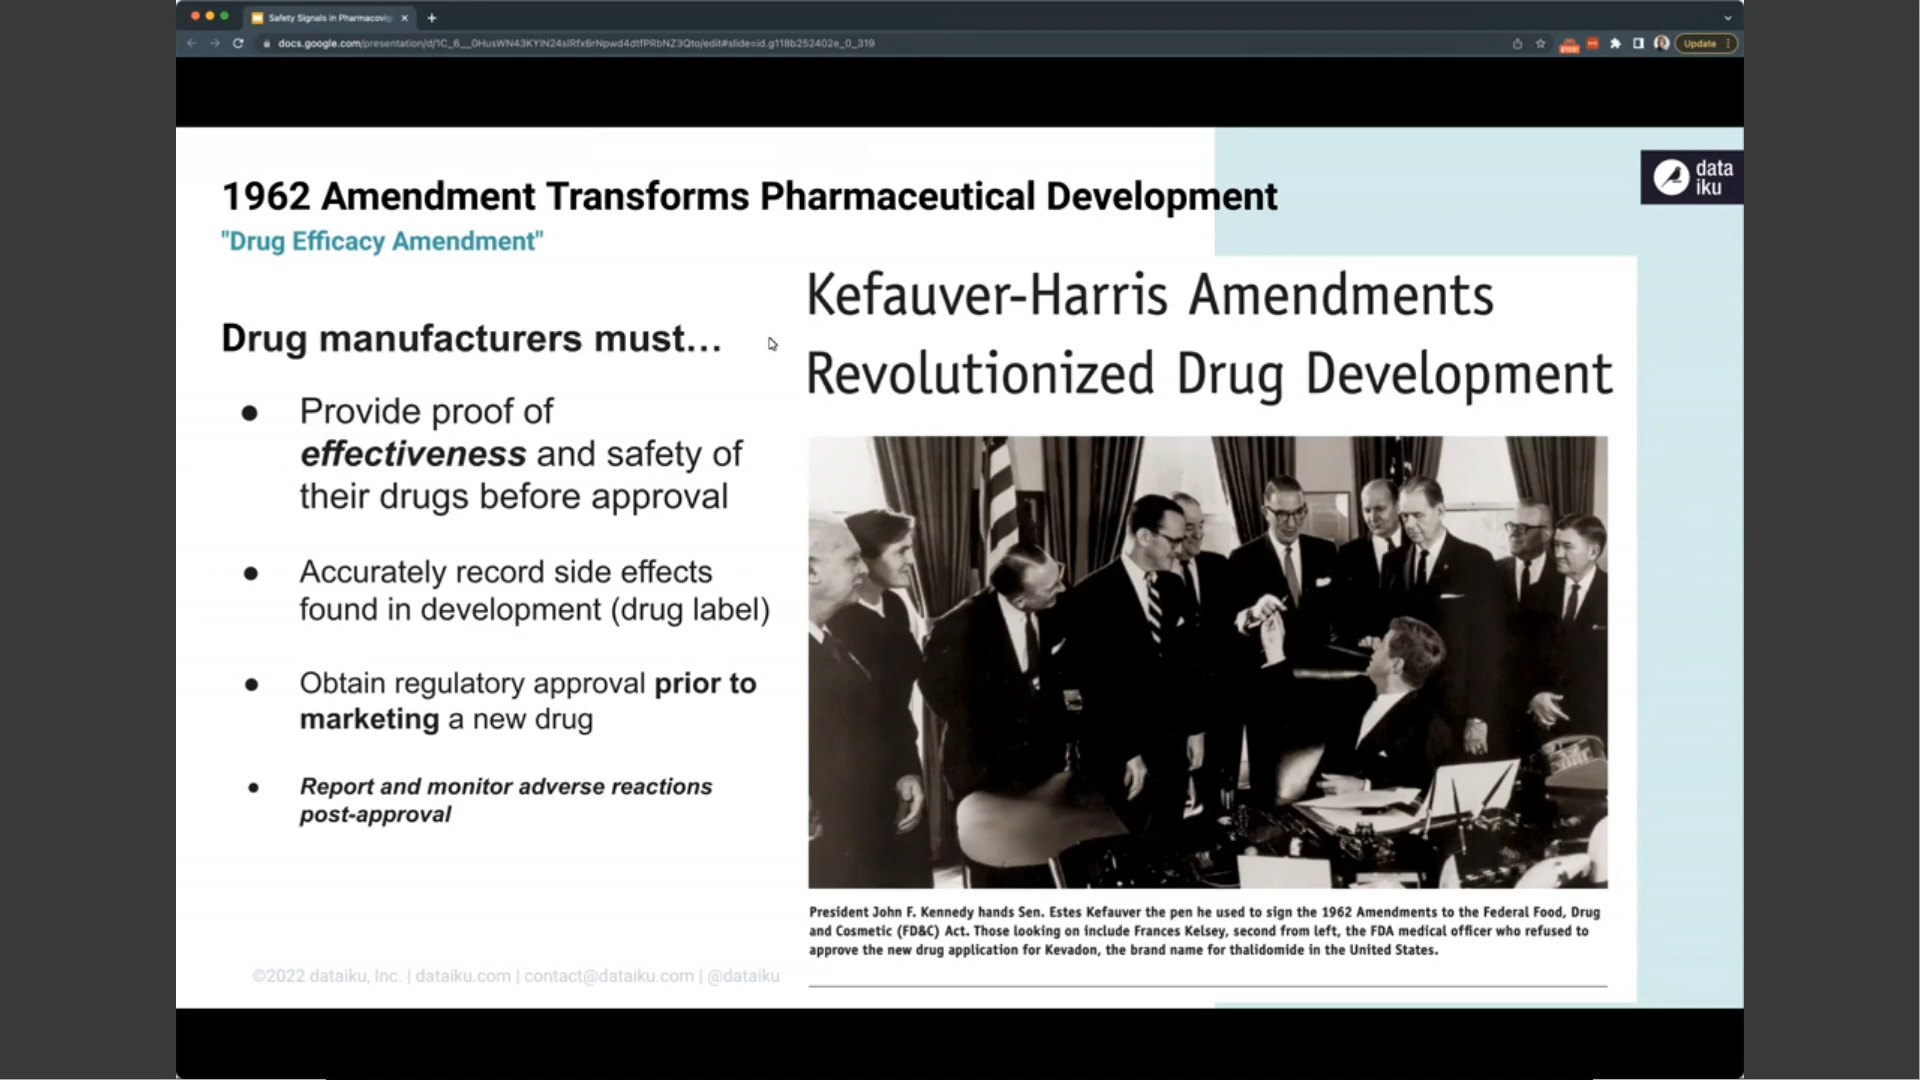 Safety Signals in Pharmacovig
docs.google.com/presentation/d/
Update
data
iku
1962 Amendment Transforms Pharmaceutical Development
"Drug Efficacy Amendment"
Drug manufacturers must…
● Provide proof of
effectiveness and safety of
their drugs before approval
● Accurately record side effects
found in development (drug label)
● Obtain regulatory approval prior to
marketing a new drug
● Report and monitor adverse reactions
post-approval
Kefauver-Harris Amendments
Revolutionized Drug Development
President John F. Kennedy hands Sen. Estes Kefauver the pen he used to sign the 1962 Amendments to the Federal Food, Drug
and Cosmetic (FD&C) Act. Those looking on include Frances Kelsey, second from left, the FDA medical officer who refused to
approve the new drug application for Kevadon, the brand name for thalidomide in the United States.
©2022 dataiku, Inc. | dataiku.com | contact@dataiku.com | @dataiku